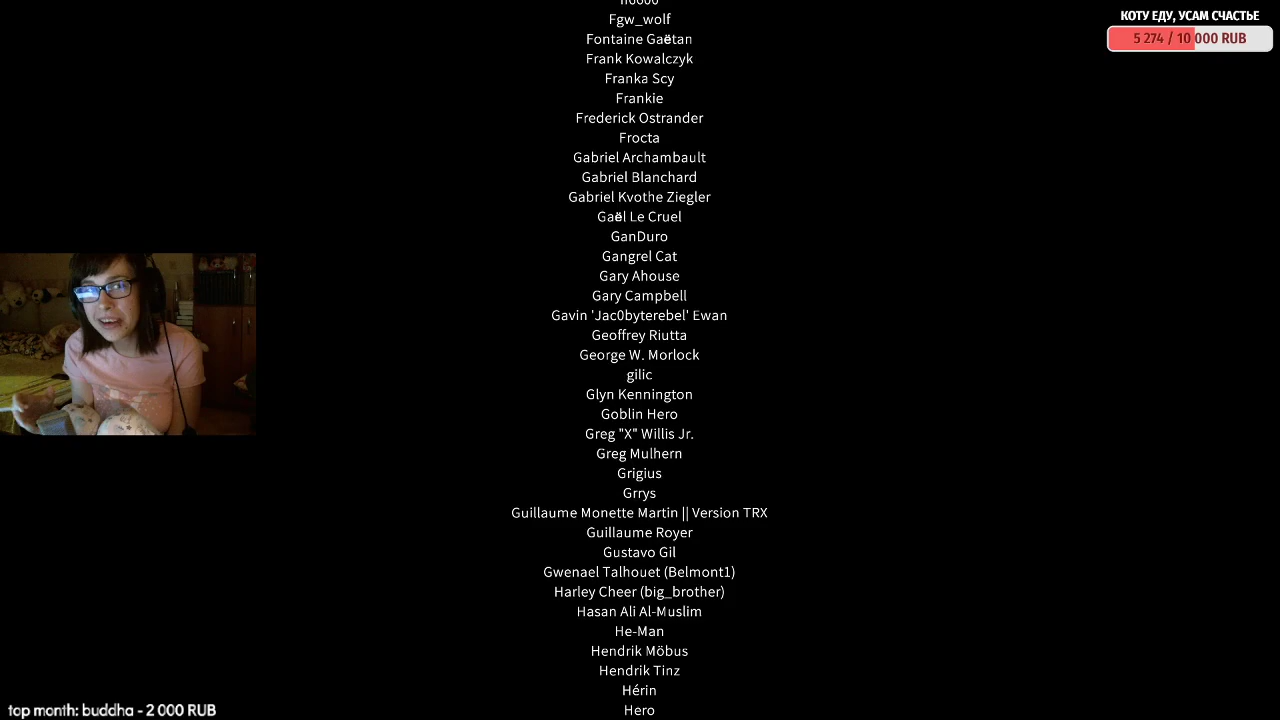 Fgw_wolf
Fontaine Gaëtan
Frank Kowalczyk
Franka Scy
Frankie
Frederick Ostrander
Frocta
Gabriel Archambault
Gabriel Blanchard
Gabriel Kvothe Ziegler
Gaël Le Cruel
GanDuro
Gangrel Cat
Gary Ahouse
Gary Campbell
Gavin 'Jac0byterebel' Ewan
Geoffrey Riutta
George W. Morlock
gilic
Glyn Kennington
Goblin Hero
Greg "X" Willis Jr.
Greg Mulhern
Grigius
Grrys
Guillaume Monette Martin || Version TRX
Guillaume Royer
Gustavo Gil
Gwenael Talhouet (Belmont1)
Harley Cheer (big_brother)
Hasan Ali Al-Muslim
He-Man
Hendrik Möbus
Hendrik Tinz
Hérin
Hero
КОТУ ЕДУ, УСАМ СЧАСТЬЕ
5 274 / 10 000 RUB
top month: buddha - 2 000 RUB